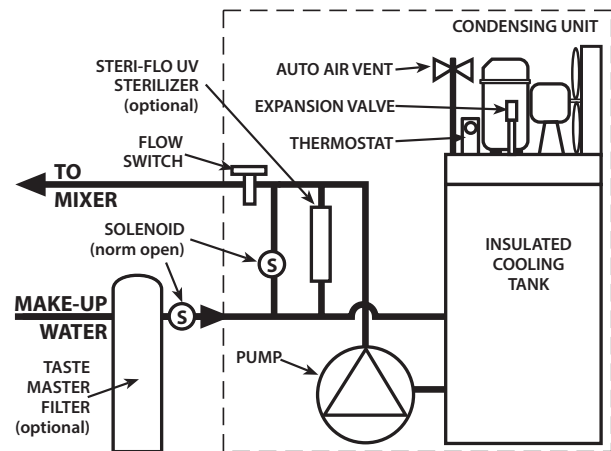 CONDENSING UNIT
STERI-FLO UV
STERILIZER
(optional)
AUTO AIR VENT
EXPANSION VALVE
THERMOSTAT
FLOW
SWITCH
TO
MIXER
SOLENOID
(norm open)
S
S
INSULATED
COOLING
TANK
MAKE-UP
WATER
PUMP
TASTE
MASTER
FILTER
(optional)